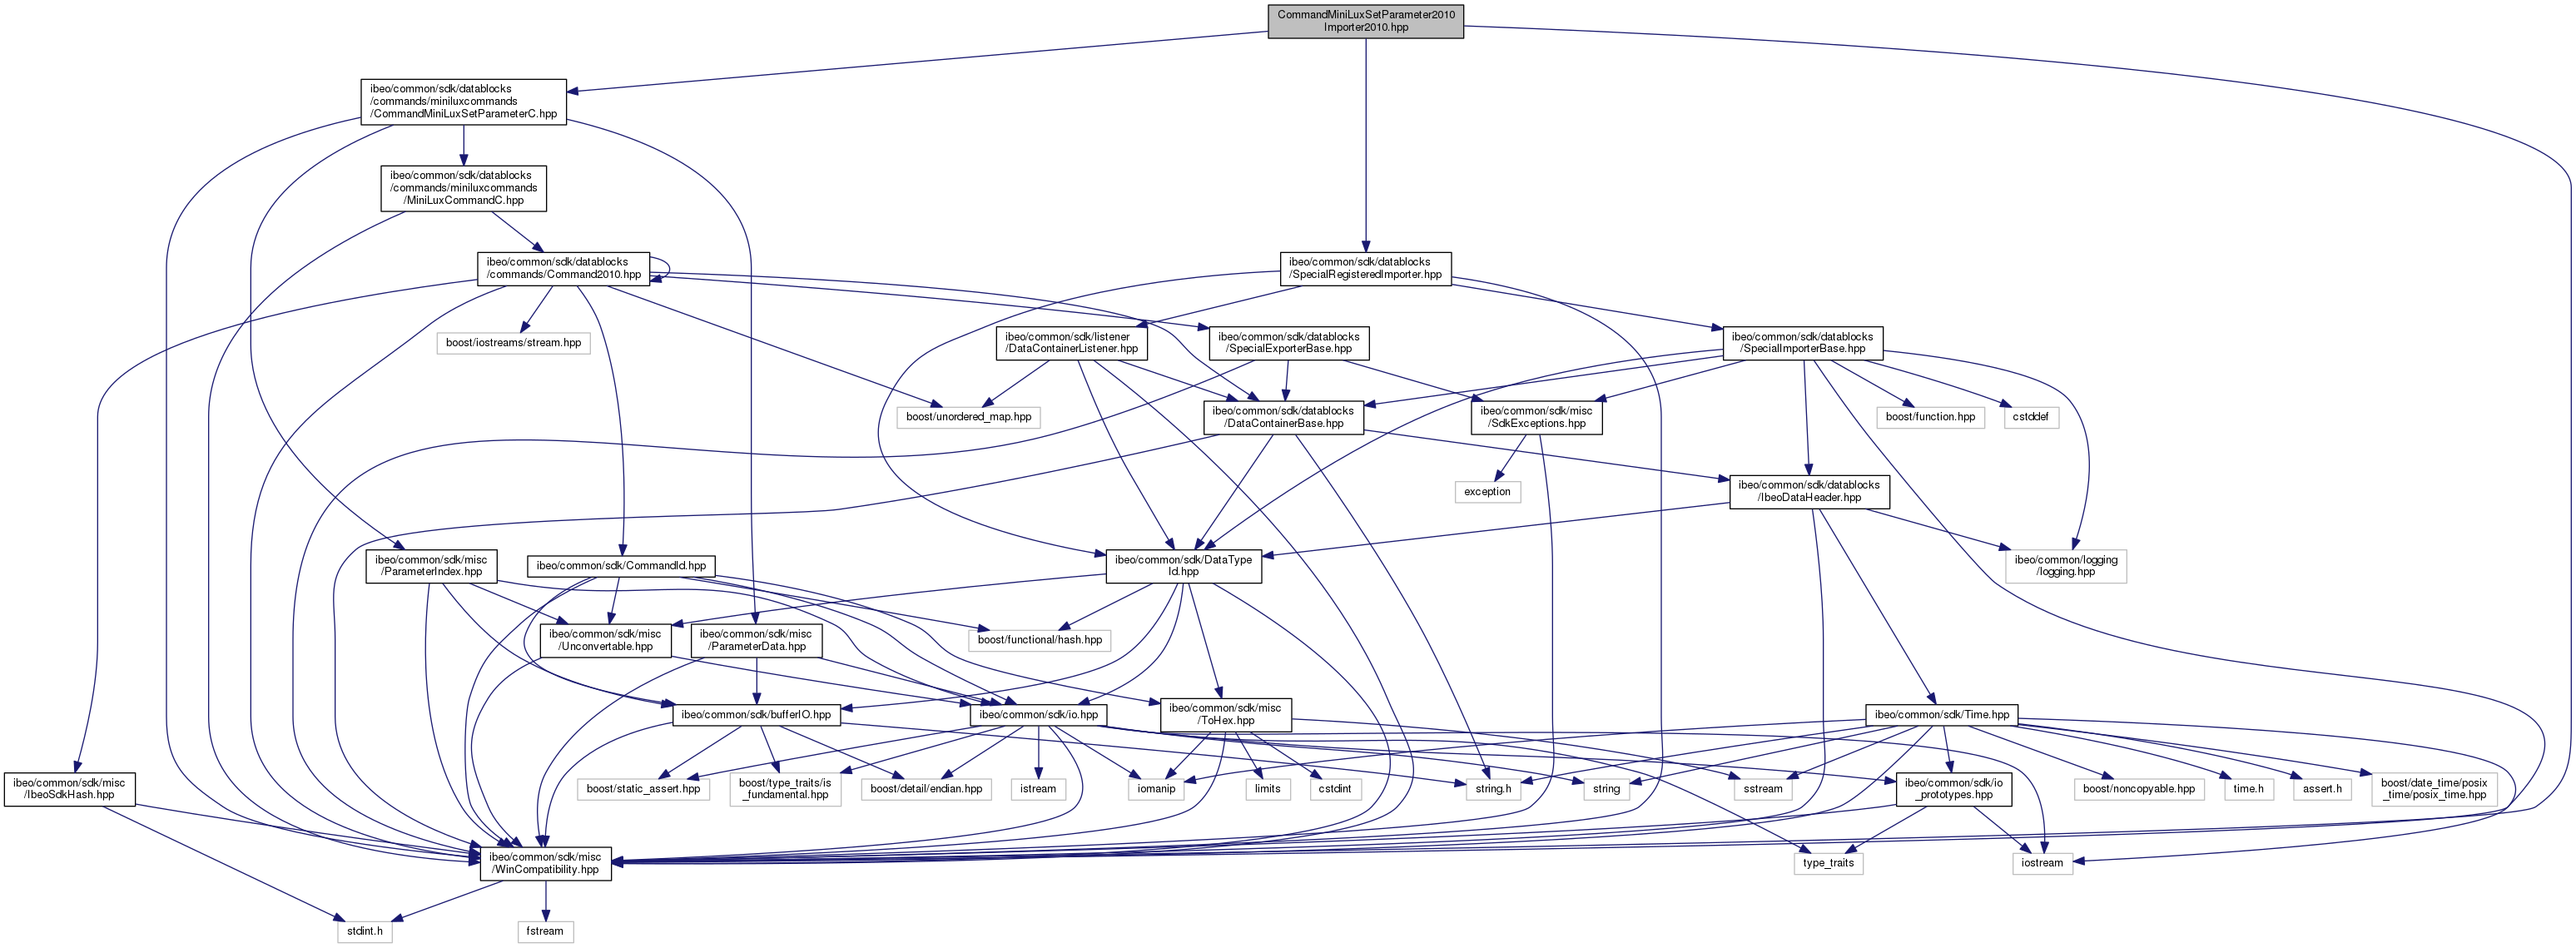 CommandMiniLuxSetParameter2010
Importer2010.hpp
ibeo/common/sdk/datablocks
/commands/miniluxcommands
/CommandMiniLuxSetParameterC.hpp
ibeo/common/sdk/datablocks
/commands/miniluxcommands
/MiniLuxCommandC.hpp
ibeo/common/sdk/datablocks
/commands/Command2010.hpp
ibeo/common/sdk/datablocks
/SpecialRegisteredImporter.hpp
boost/iostreams/stream.hpp
ibeo/common/sdk/listener
/DataContainerListener.hpp
ibeo/common/sdk/datablocks
/SpecialExporterBase.hpp
ibeo/common/sdk/datablocks
/SpecialImporterBase.hpp
boost/unordered_map.hpp
ibeo/common/sdk/datablocks
/DataContainerBase.hpp
ibeo/common/sdk/misc
/SdkExceptions.hpp
boost/function.hpp
cstddef
exception
ibeo/common/sdk/datablocks
/IbeoDataHeader.hpp
ibeo/common/sdk/misc
/ParameterIndex.hpp
ibeo/common/sdk/CommandId.hpp
ibeo/common/sdk/DataType
Id.hpp
ibeo/common/logging
/logging.hpp
ibeo/common/sdk/misc
/Unconvertable.hpp
ibeo/common/sdk/misc
/ParameterData.hpp
boost/functional/hash.hpp
ibeo/common/sdk/bufferIO.hpp
ibeo/common/sdk/io.hpp
ibeo/common/sdk/misc
/ToHex.hpp
ibeo/common/sdk/Time.hpp
ibeo/common/sdk/misc
/IbeoSdkHash.hpp
boost/static_assert.hpp
boost/type_traits/is
_fundamental.hpp
boost/detail/endian.hpp
istream
iomanip
limits
cstdint
string.h
string
sstream
ibeo/common/sdk/io
_prototypes.hpp
boost/noncopyable.hpp
time.h
assert.h
boost/date_time/posix
_time/posix_time.hpp
ibeo/common/sdk/misc
/WinCompatibility.hpp
type_traits
iostream
stdint.h
fstream